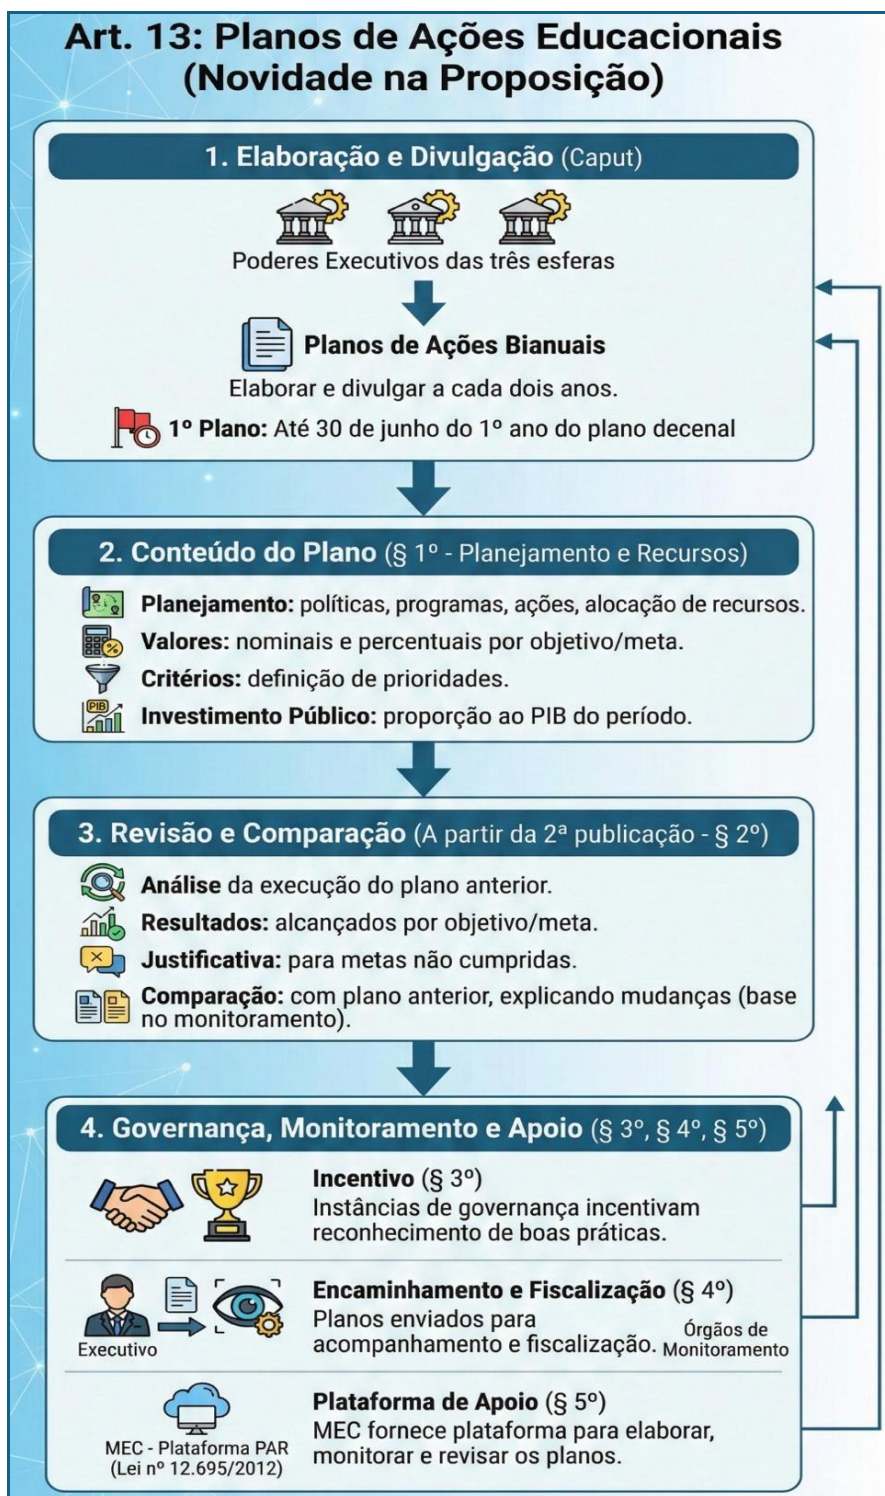 Art. 13: Planos de Ações Educacionais
(Novidade na Proposição)
1. Elaboração e Divulgação (Caput)
Poderes Executivos das três esferas
Planos de Ações Bianuais
Elaborar e divulgar a cada dois anos.
1º Plano: Até 30 de junho do 1º ano do plano decenal
2. Conteúdo do Plano (§ 1º - Planejamento e Recursos)
Planejamento: políticas, programas, ações, alocação de recursos.
Valores: nominais e percentuais por objetivo/meta.
Critérios: definição de prioridades.
PIB
Investimento Público: proporção ao PIB do período.
3. Revisão e Comparação (A partir da 2ª publicação - § 2º)
Análise da execução do plano anterior.
Resultados: alcançados por objetivo/meta.
Justificativa: para metas não cumpridas.
Comparação: com plano anterior, explicando mudanças (base
no monitoramento).
4. Governança, Monitoramento e Apoio (§ 3º, § 4º, § 5º)
Incentivo (§ 3º)
Instâncias de governança incentivam
reconhecimento de boas práticas.
Executivo
Encaminhamento e Fiscalização (§ 4º)
Planos enviados para
acompanhamento e fiscalização.
Órgãos de
Monitoramento
MEC - Plataforma PAR
(Lei nº 12.695/2012)
Plataforma de Apoio (§ 5º)
MEC fornece plataforma para elaborar,
monitorar e revisar os planos.